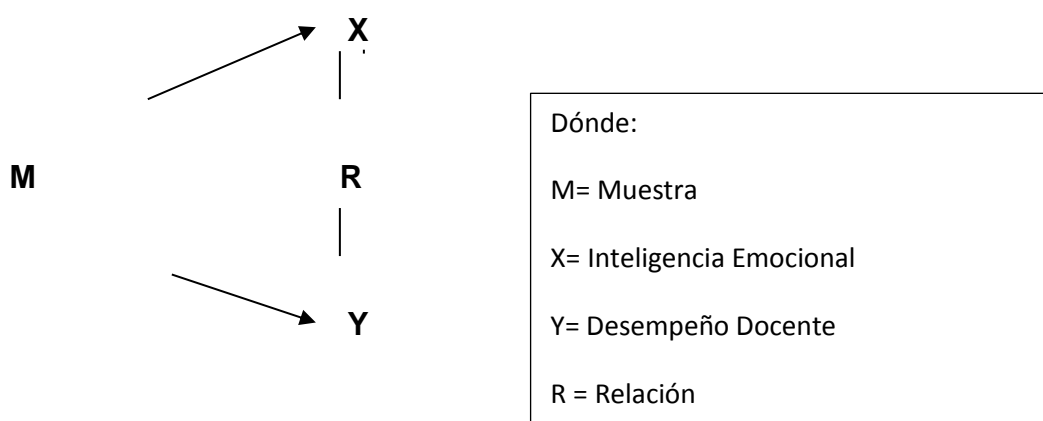 X
M
R
Y
Dónde:
M= Muestra
X= Inteligencia Emocional
Y= Desempeño Docente
R = Relación